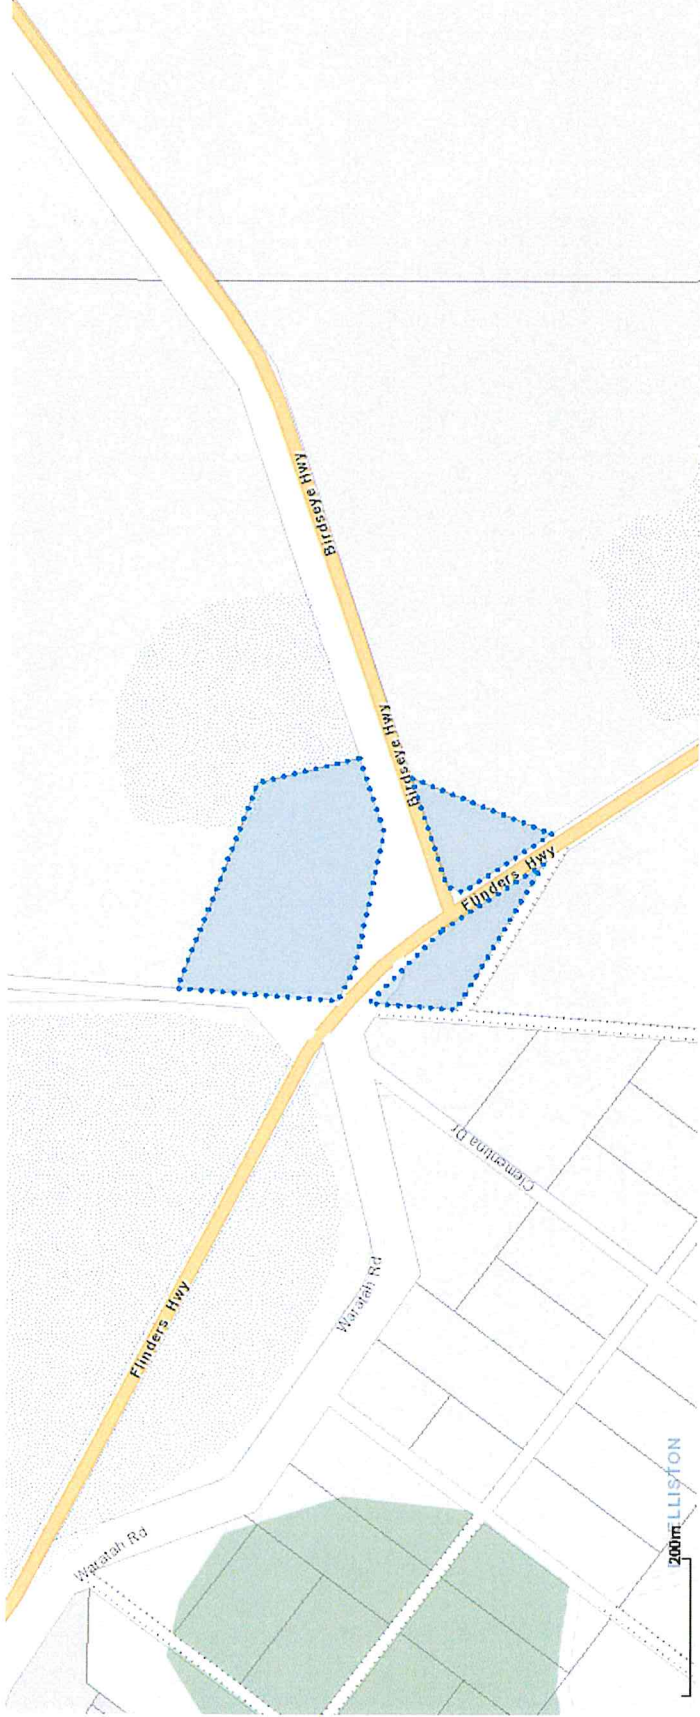 Birdseye Hwy
Birdseye Hwy
Flinders Hwy
Clementina Dr
Waratah Rd
Flinders Hwy
Waratah Rd
ELLISTON
200m